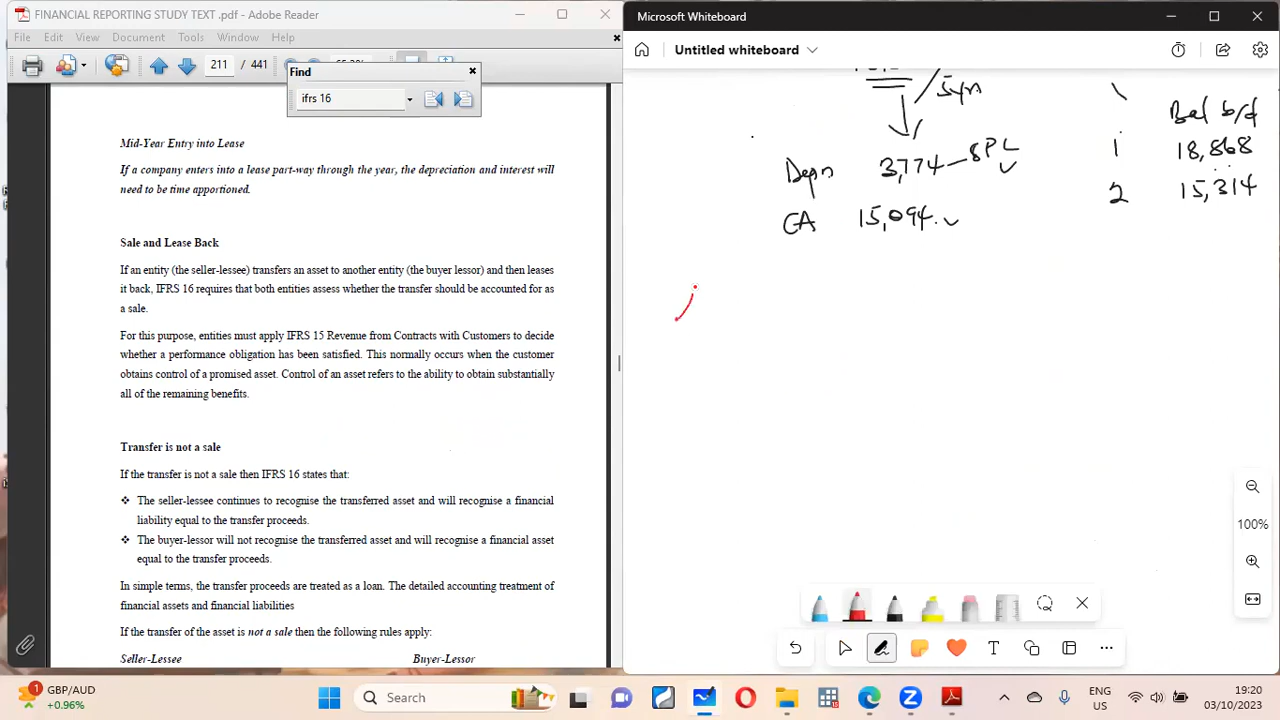 FINANCIAL REPORTING STUDY TEXT .pdf - Adobe Reader
File Edit View Document Tools Window Help
211 / 441
Find
ifrs 16
Mid-Year Entry into Lease
If a company enters into a lease part-way through the year, the depreciation and interest will
need to be time apportioned.
Sale and Lease Back
If an entity (the seller-lessee) transfers an asset to another entity (the buyer lessor) and then leases
it back, IFRS 16 requires that both entities assess whether the transfer should be accounted for as
a sale.
For this purpose, entities must apply IFRS 15 Revenue from Contracts with Customers to decide
whether a performance obligation has been satisfied. This normally occurs when the customer
obtains control of a promised asset. Control of an asset refers to the ability to obtain substantially
all of the remaining benefits.
Transfer is not a sale
If the transfer is not a sale then IFRS 16 states that:
❖ The seller-lessee continues to recognise the transferred asset and will recognise a financial
liability equal to the transfer proceeds.
❖ The buyer-lessor will not recognise the transferred asset and will recognise a financial asset
equal to the transfer proceeds.
In simple terms, the transfer proceeds are treated as a loan. The detailed accounting treatment of
financial assets and financial liabilities
If the transfer of the asset is not a sale then the following rules apply:
Seller-Lessee Buyer-Lessor
Microsoft Whiteboard
Untitled whiteboard
/5yrs
Bal b/d
Depn 3,774 — SPL
1 18,868
2 15,314
CA 15,094
100%
GBP/AUD
+0.96%
1
Search
ENG
US
19:20
03/10/2023